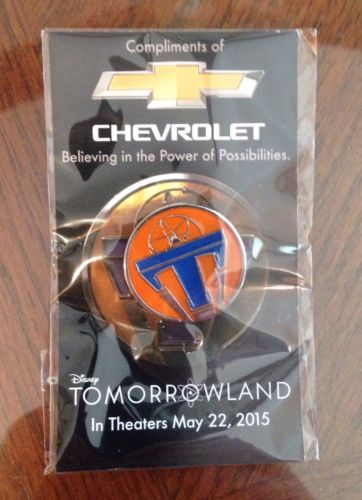 Compliments of
CHEVROLET
Believing in the Power of Possibilities.
T
Disney
TOMORROWLAND
In Theaters May 22, 2015